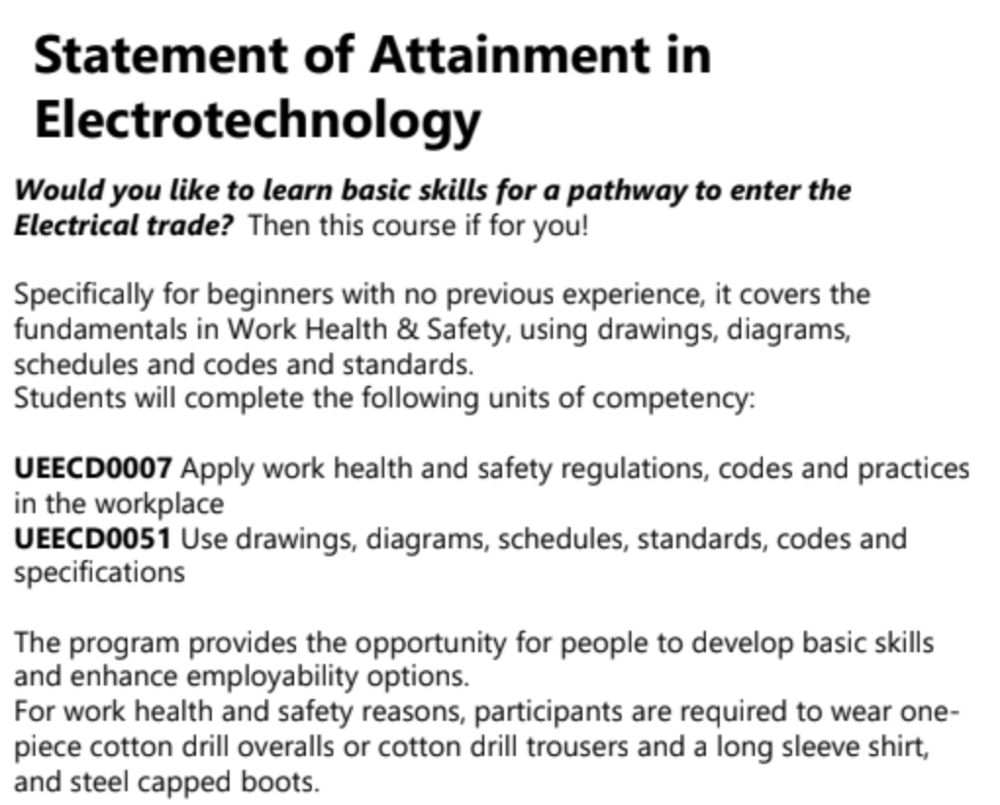 Statement of Attainment in
Electrotechnology
Would you like to learn basic skills for a pathway to enter the
Electrical trade? Then this course if for you!
Specifically for beginners with no previous experience, it covers the
fundamentals in Work Health & Safety, using drawings, diagrams,
schedules and codes and standards.
Students will complete the following units of competency:
UEECD0007 Apply work health and safety regulations, codes and practices
in the workplace
UEECD0051 Use drawings, diagrams, schedules, standards, codes and
specifications
The program provides the opportunity for people to develop basic skills
and enhance employability options.
For work health and safety reasons, participants are required to wear one-
piece cotton drill overalls or cotton drill trousers and a long sleeve shirt,
and steel capped boots.